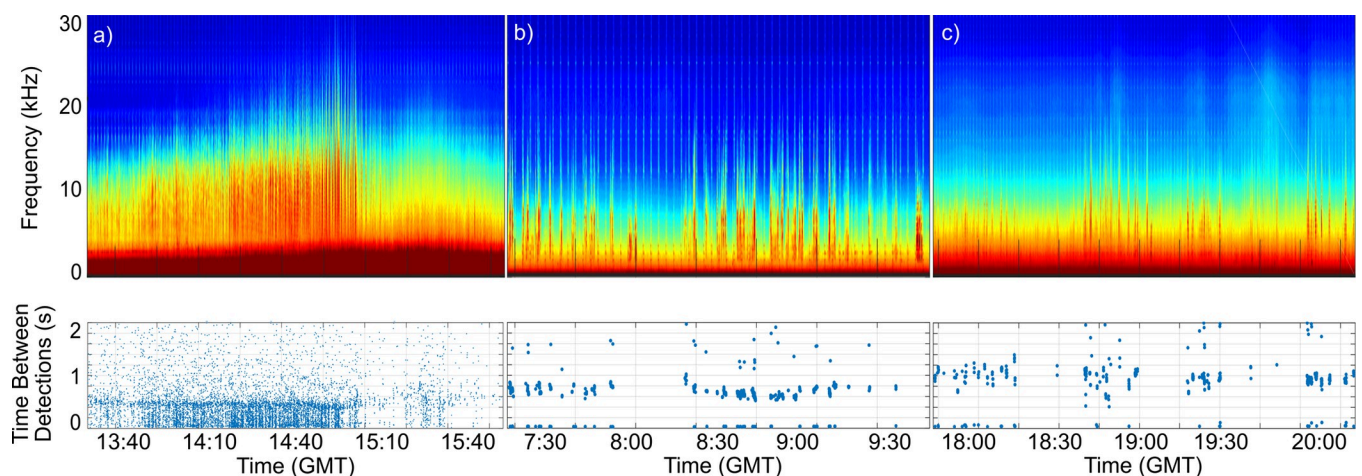 a)
b)
c)
30
20
10
0
Frequency (kHz)
2
1
0
Time Between
Detections (s)
13:40 14:10 14:40 15:10 15:40
7:30 8:00 8:30 9:00 9:30
18:00 18:30 19:00 19:30 20:00
Time (GMT) Time (GMT) Time (GMT)